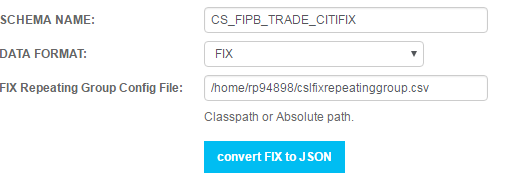 SCHEMA NAME: CS_FIPB_TRADE_CITIFIX
DATA FORMAT: FIX
FIX Repeating Group Config File: /home/rp94898/cslfixrepeatinggroup.csv
Classpath or Absolute path.
convert FIX to JSON